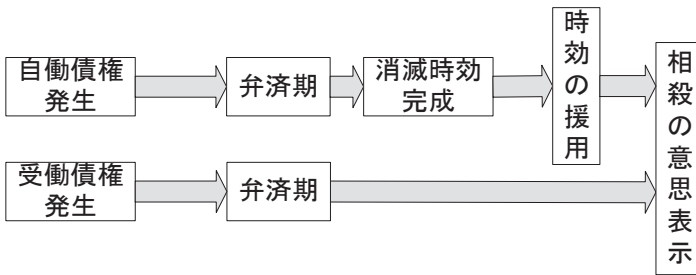 自働債権
発生
弁済期
消滅時効
完成
時効の援用
相殺の意思表示
受働債権
発生
弁済期